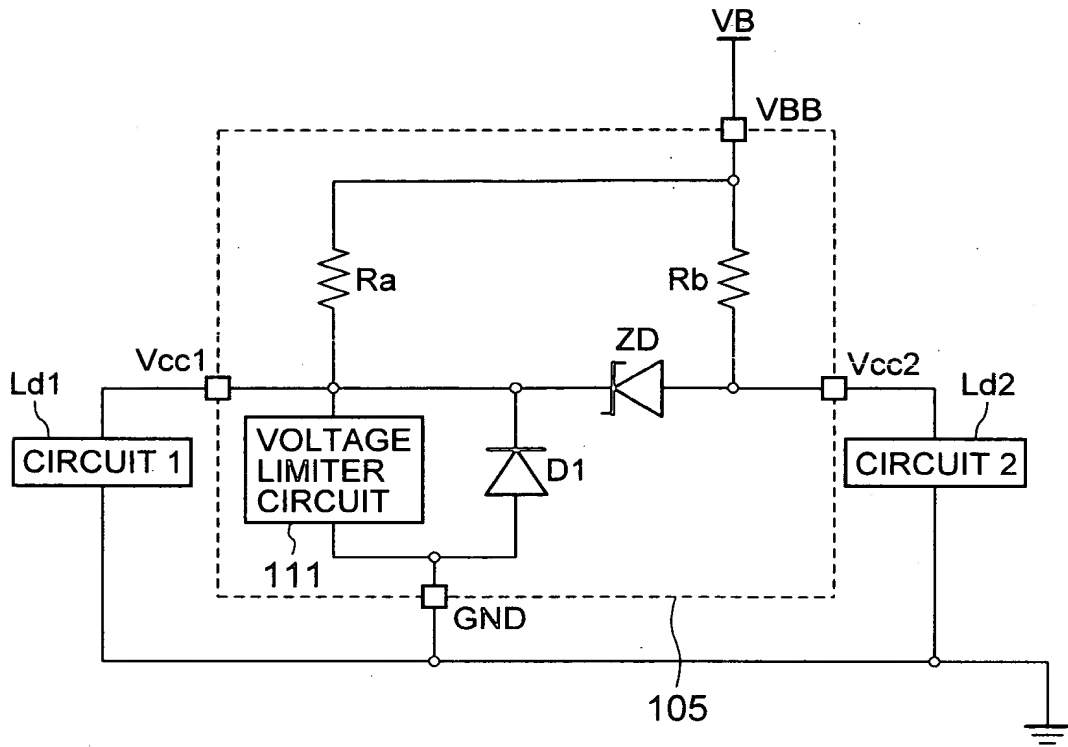 VB
VBB
Ra
Rb
ZD
Vcc1
Vcc2
Ld1
Ld2
CIRCUIT 1
VOLTAGE
LIMITER
CIRCUIT
D1
CIRCUIT 2
111
GND
105